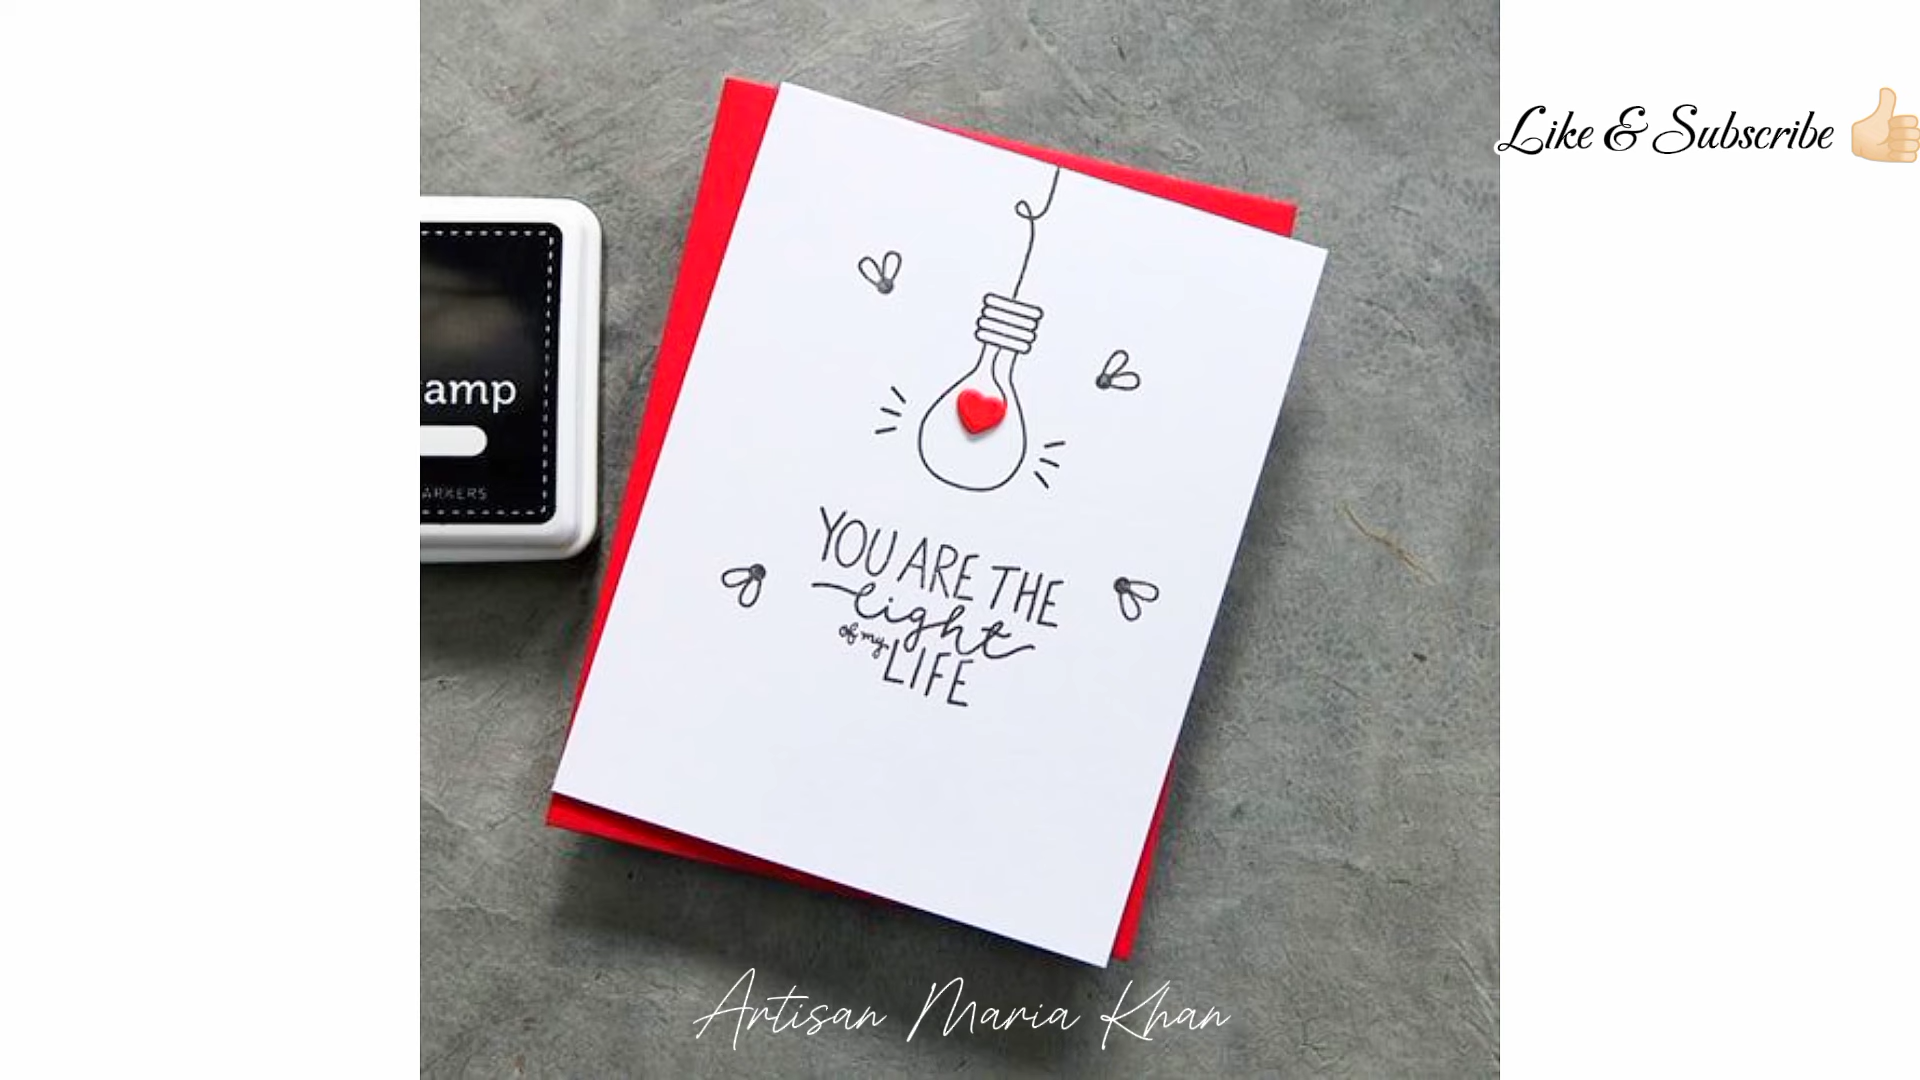 Like & Subscribe
amp
ARKERS
YOU ARE THE
light
of my
LIFE
Artisan Maria Khan